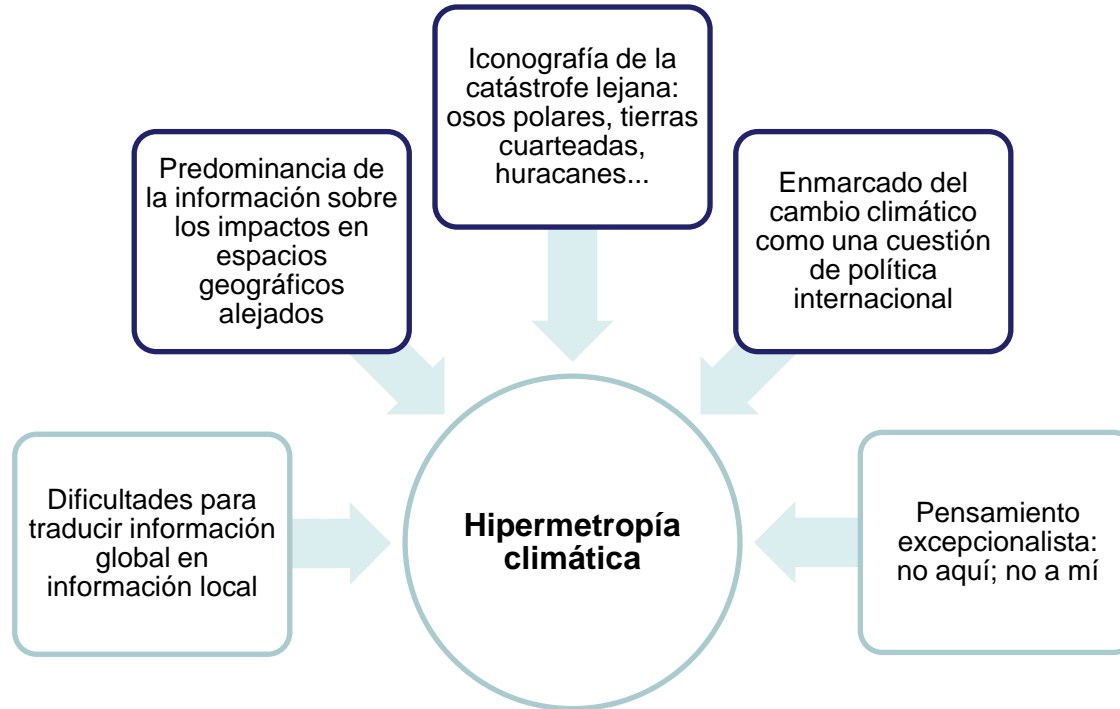 Iconografía de la
catástrofe lejana:
osos polares, tierras
cuarteadas,
huracanes...
Predominancia de
la información sobre
los impactos en
espacios
geográficos
alejados
Enmarcado del
cambio climático
como una cuestión
de política
internacional
Dificultades para
traducir información
global en
información local
Hipermetropía
climática
Pensamiento
excepcionalista:
no aquí; no a mí